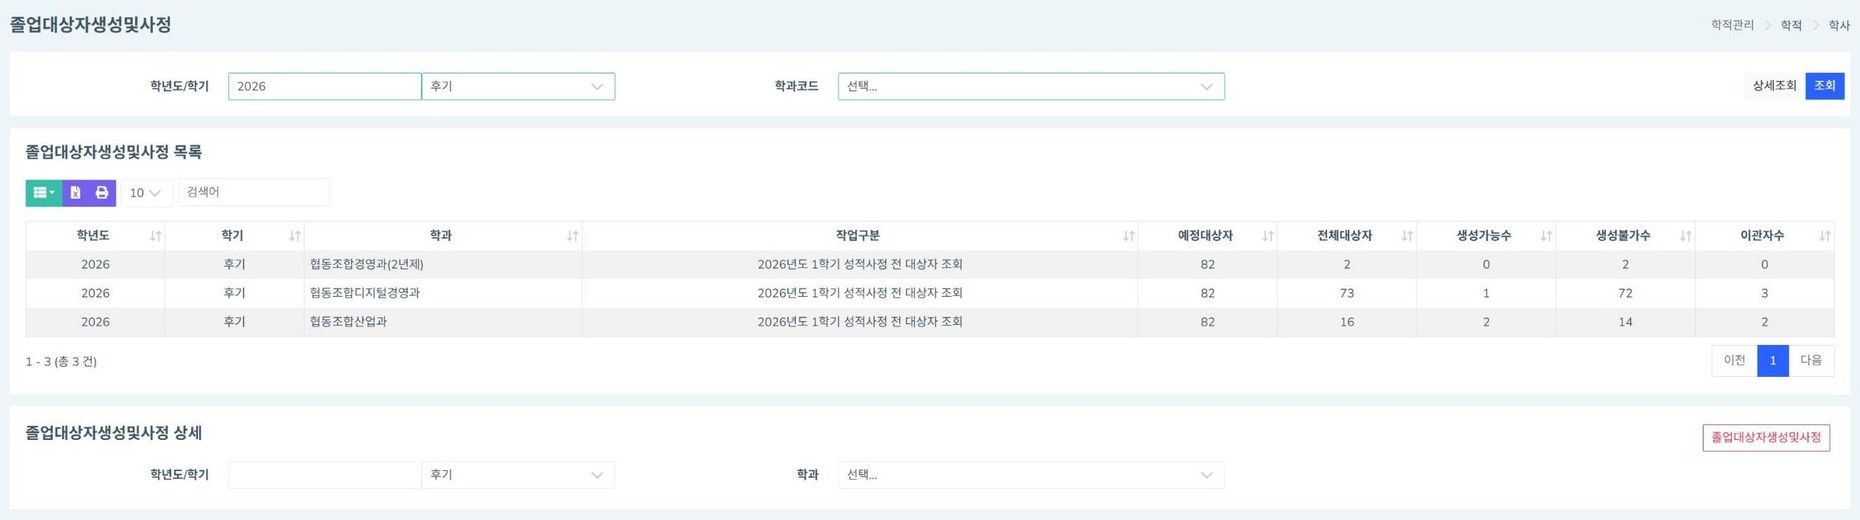 졸업대상자생성및사정
학적관리 > 학적 > 학사
학년도/학기 2026 후기 학과코드 선택... 상세조회 조회
졸업대상자생성및사정 목록
10 검색어
학년도 학기 학과 작업구분 예정대상자 전체대상자 생성가능수 생성불가수 이관자수
2026 후기 협동조합경영과(2년제) 2026년도 1학기 성적사정 전 대상자 조회 82 2 0 2 0
2026 후기 협동조합디지털경영과 2026년도 1학기 성적사정 전 대상자 조회 82 73 1 72 3
2026 후기 협동조합산업과 2026년도 1학기 성적사정 전 대상자 조회 82 16 2 14 2
1 - 3 (총 3 건) 이전 1 다음
졸업대상자생성및사정 상세 졸업대상자생성및사정
학년도/학기 후기 학과 선택...